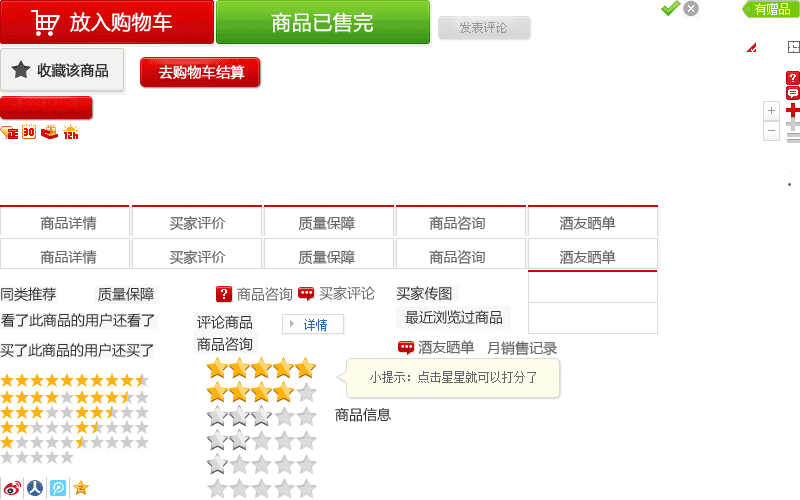 放入购物车
商品已售完
发表评论
有赠品
收藏该商品
去购物车结算
正
30
12h
商品详情
买家评价
质量保障
商品咨询
酒友晒单
商品详情
买家评价
质量保障
商品咨询
酒友晒单
同类推荐
质量保障
商品咨询
买家评论
买家传图
看了此商品的用户还看了
评论商品
详情
最近浏览过商品
买了此商品的用户还买了
商品咨询
酒友晒单
月销售记录
小提示：点击星星就可以打分了
商品信息